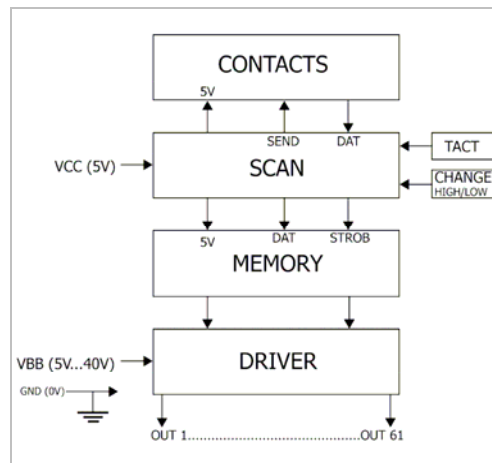 CONTACTS
5V
SEND DAT
TACT
VCC (5V)
SCAN
CHANGE
HIGH/LOW
5V DAT STROB
MEMORY
VBB (5V...40V)
DRIVER
GND (0V)
OUT 1.............................................OUT 61